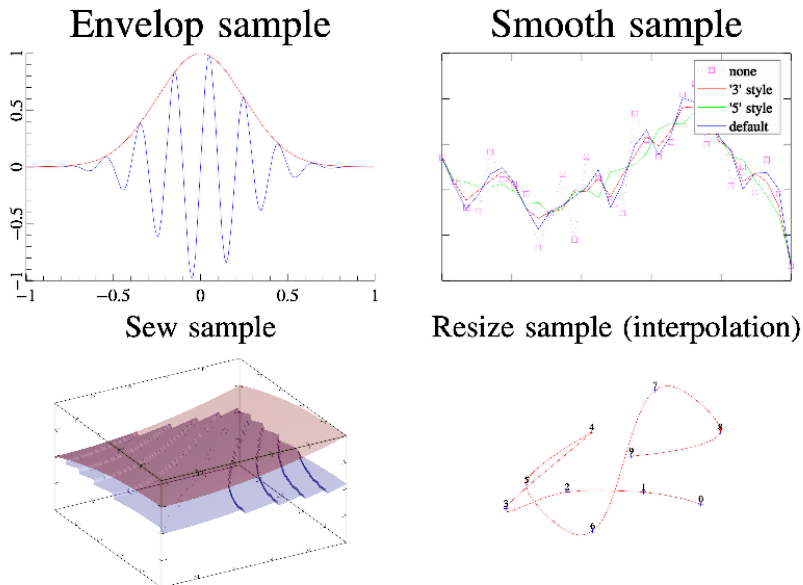 Envelop sample
1
0.5
0
−0.5
−1
−1
−0.5
0
0.5
1
Smooth sample
none
'3' style
'5' style
default
Sew sample
Resize sample (interpolation)
7
4
8
9
5
2
1
0
3
6